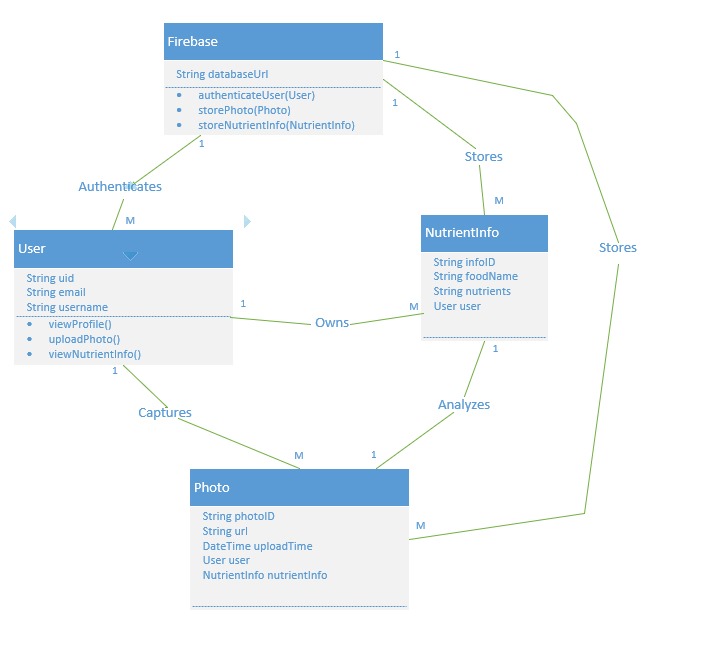 Firebase
String databaseUrl
• authenticateUser(User)
• storePhoto(Photo)
• storeNutrientInfo(NutrientInfo)
1
1
1
Stores
Authenticates
M
M
User
String uid
String email
String username
• viewProfile()
• uploadPhoto()
• viewNutrientInfo()
NutrientInfo
String infoID
String foodName
String nutrients
User user
Stores
1
Owns
M
1
1
Captures
Analyzes
M
1
Photo
String photoID
String url
DateTime uploadTime
User user
NutrientInfo nutrientInfo
M